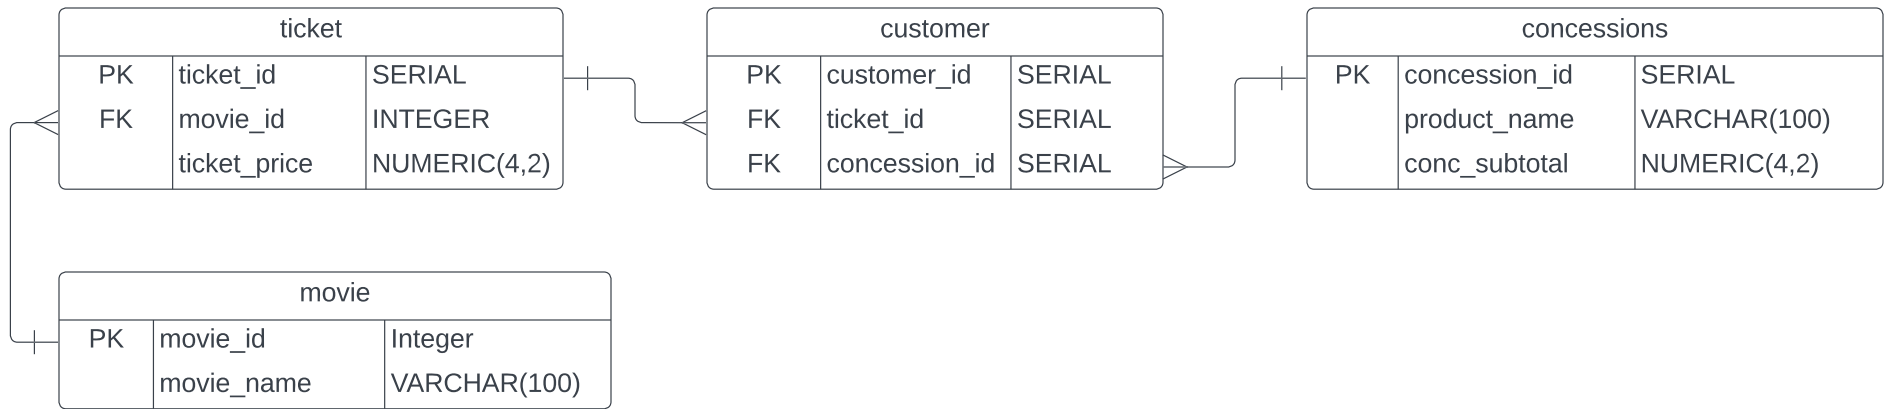 ticket
PK ticket_id SERIAL
FK movie_id INTEGER
ticket_price NUMERIC(4,2)
customer
PK customer_id SERIAL
FK ticket_id SERIAL
FK concession_id SERIAL
concessions
PK concession_id SERIAL
product_name VARCHAR(100)
conc_subtotal NUMERIC(4,2)
movie
PK movie_id Integer
movie_name VARCHAR(100)